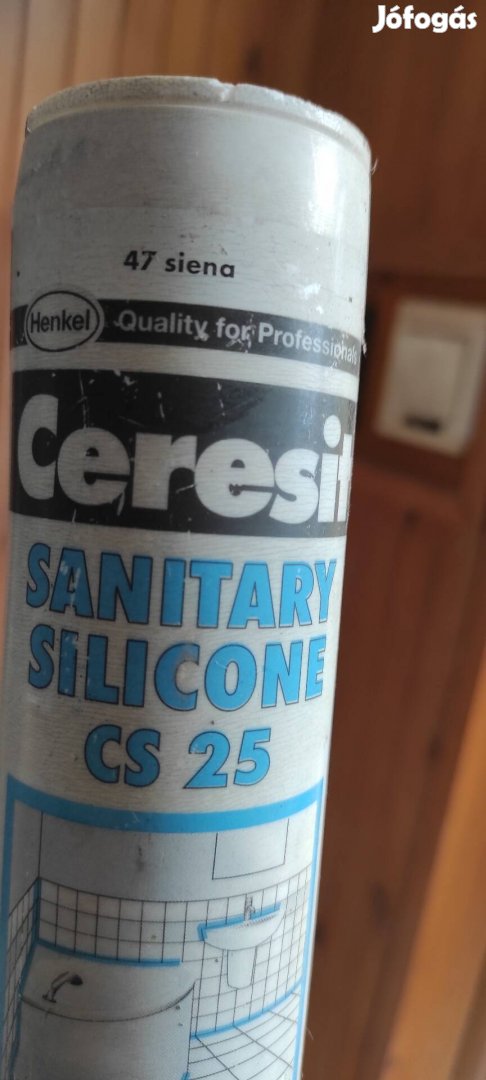 Jófogás
47 siena
Henkel Quality for Professionals
Ceresit
SANITARY
SILICONE
CS 25